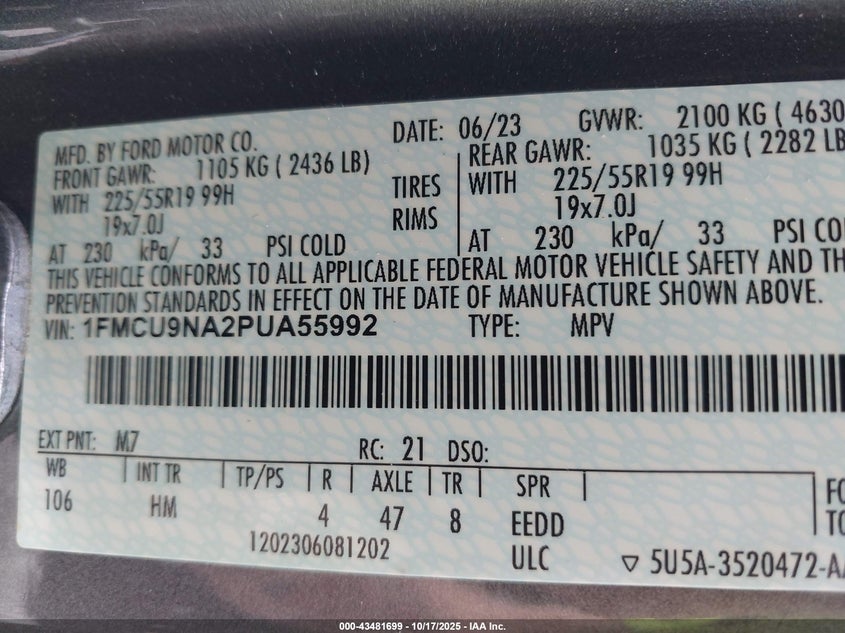 MFD. BY FORD MOTOR CO. DATE: 06/23 GVWR: 2100 KG ( 4630
FRONT GAWR: 1105 KG ( 2436 LB) REAR GAWR: 1035 KG ( 2282 LB
WITH 225/55R19 99H TIRES WITH 225/55R19 99H
19x7.0J RIMS 19x7.0J
AT 230 kPa/ 33 PSI COLD AT 230 kPa/ 33 PSI CO
THIS VEHICLE CONFORMS TO ALL APPLICABLE FEDERAL MOTOR VEHICLE SAFETY AND TH
PREVENTION STANDARDS IN EFFECT ON THE DATE OF MANUFACTURE SHOWN ABOVE.
VIN: 1FMCU9NA2PUA55992 TYPE: MPV
EXT PNT: M7 RC: 21 DSO:
WB INT TR TP/PS R AXLE TR SPR
106 HM 4 47 8 EEDD
1202306081202 ULC
FO
TO
▽ 5U5A-3520472-A
000-43481699 - 10/17/2025 - IAA Inc.